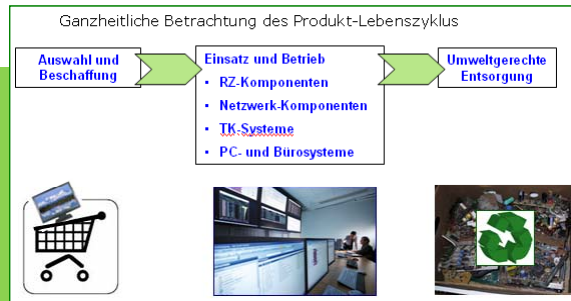 Ganzheitliche Betrachtung des Produkt-Lebenszyklus
Auswahl und
Beschaffung
Einsatz und Betrieb
▪ RZ-Komponenten
▪ Netzwerk-Komponenten
▪ TK-Systeme
▪ PC- und Bürosysteme
Umweltgerechte
Entsorgung